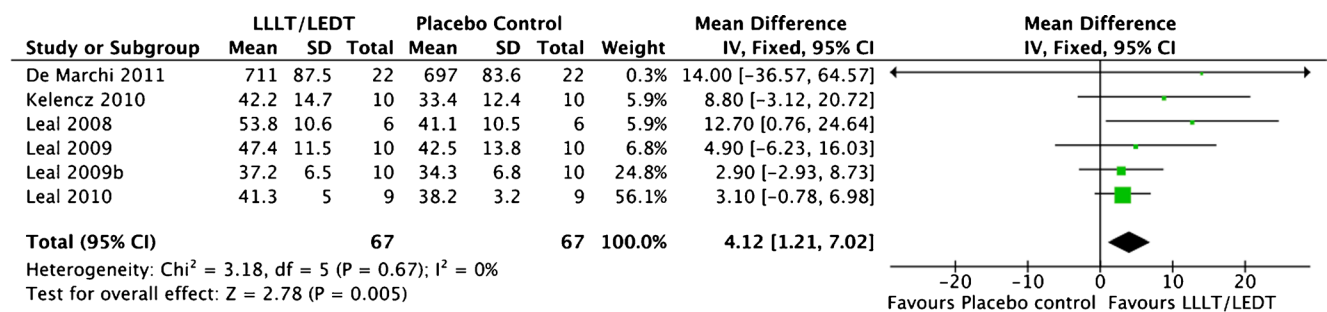 LLLT/LEDT Placebo Control Mean Difference Mean Difference
Study or Subgroup Mean SD Total Mean SD Total Weight IV, Fixed, 95% CI IV, Fixed, 95% CI
De Marchi 2011 711 87.5 22 697 83.6 22 0.3% 14.00 [-36.57, 64.57]
Kelencz 2010 42.2 14.7 10 33.4 12.4 10 5.9% 8.80 [-3.12, 20.72]
Leal 2008 53.8 10.6 6 41.1 10.5 6 5.9% 12.70 [0.76, 24.64]
Leal 2009 47.4 11.5 10 42.5 13.8 10 6.8% 4.90 [-6.23, 16.03]
Leal 2009b 37.2 6.5 10 34.3 6.8 10 24.8% 2.90 [-2.93, 8.73]
Leal 2010 41.3 5 9 38.2 3.2 9 56.1% 3.10 [-0.78, 6.98]
Total (95% CI) 67 67 100.0% 4.12 [1.21, 7.02]
Heterogeneity: Chi² = 3.18, df = 5 (P = 0.67); I² = 0%
Test for overall effect: Z = 2.78 (P = 0.005)
-20 -10 0 10 20
Favours Placebo control Favours LLLT/LEDT